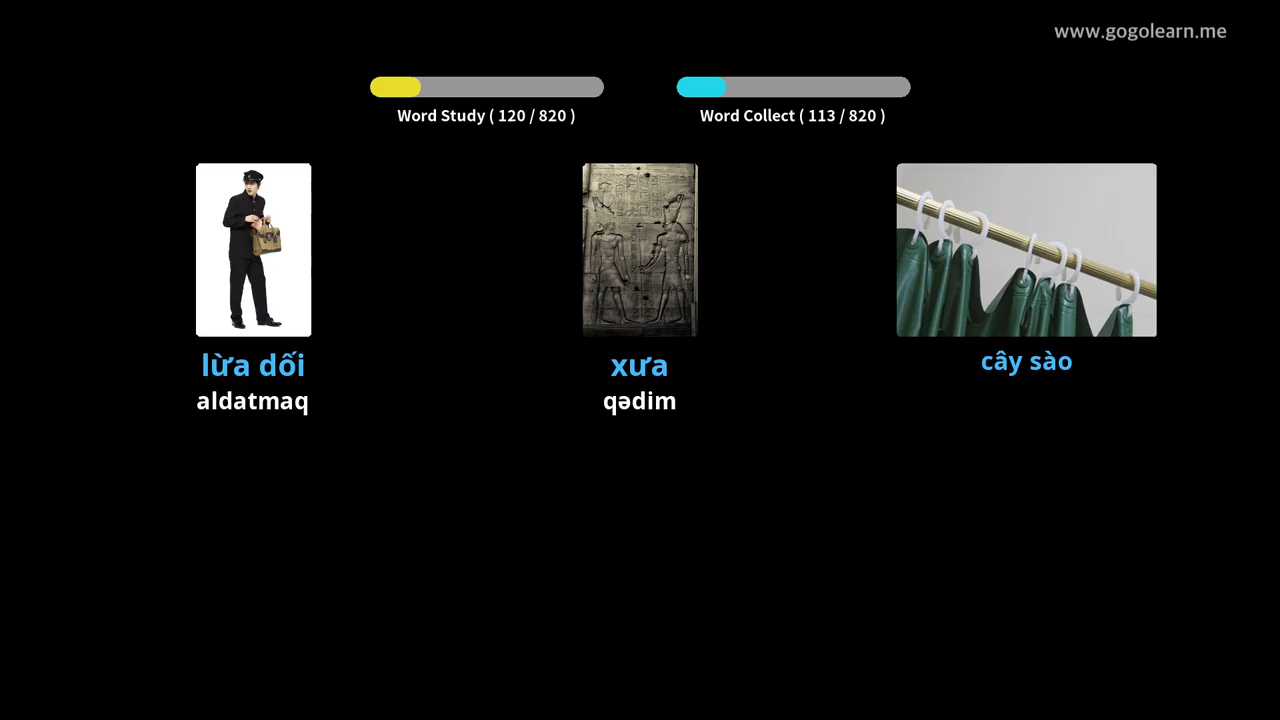 www.gogolearn.me
Word Study ( 120 / 820 )
Word Collect ( 113 / 820 )
lừa dối
aldatmaq
xưa
qədim
cây sào